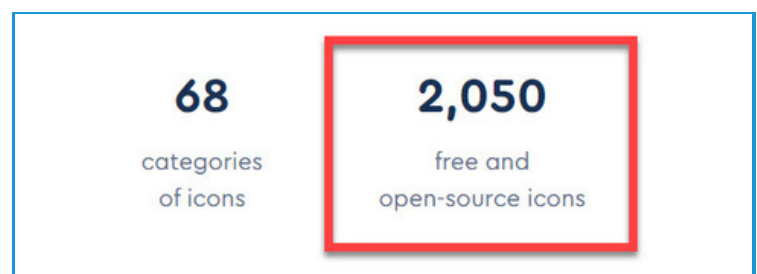 68
categories
of icons
2,050
free and
open-source icons